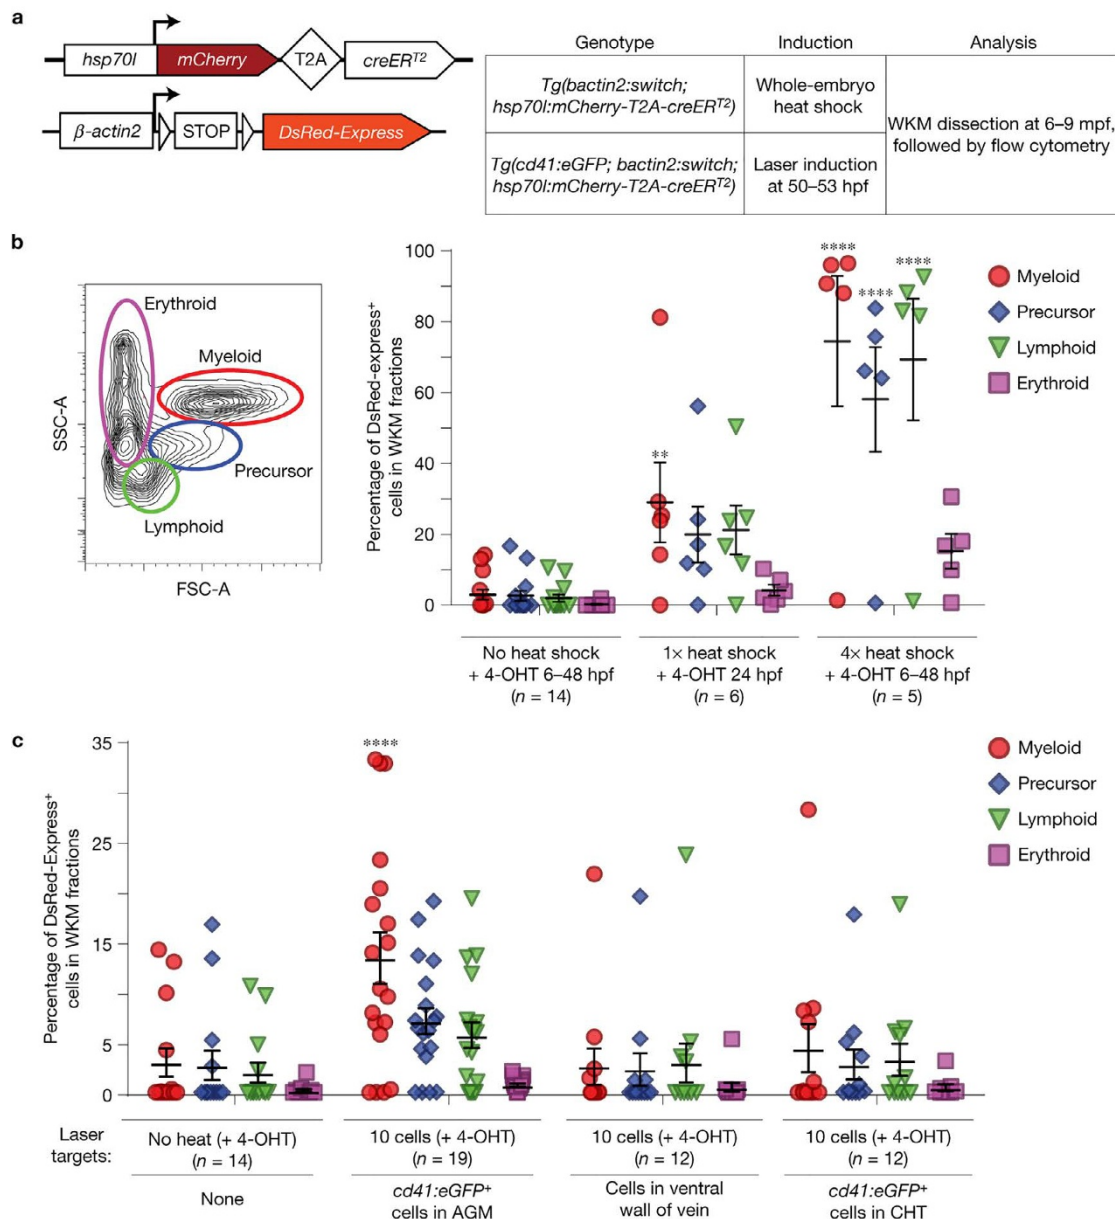 a
hsp70l mCherry T2A creERT2
β-actin2 STOP DsRed-Express
Genotype Induction Analysis
Tg(bactin2:switch;
hsp70l:mCherry-T2A-creERT2)
Whole-embryo
heat shock
Tg(cd41:eGFP; bactin2:switch;
hsp70l:mCherry-T2A-creERT2)
Laser induction
at 50–53 hpf
WKM dissection at 6–9 mpf,
followed by flow cytometry
b
Erythroid
Myeloid
Precursor
Lymphoid
SSC-A
FSC-A
Percentage of DsRed-express+
cells in WKM fractions
100
80
60
40
20
0
**
****
****
****
No heat shock
+ 4-OHT 6–48 hpf
(n = 14)
1× heat shock
+ 4-OHT 24 hpf
(n = 6)
4× heat shock
+ 4-OHT 6–48 hpf
(n = 5)
Myeloid
Precursor
Lymphoid
Erythroid
c
Percentage of DsRed-Express+
cells in WKM fractions
35
25
15
5
0
****
Myeloid
Precursor
Lymphoid
Erythroid
Laser
targets:
No heat (+ 4-OHT)
(n = 14)
None
10 cells (+ 4-OHT)
(n = 19)
cd41:eGFP+
cells in AGM
10 cells (+ 4-OHT)
(n = 12)
Cells in ventral
wall of vein
10 cells (+ 4-OHT)
(n = 12)
cd41:eGFP+
cells in CHT